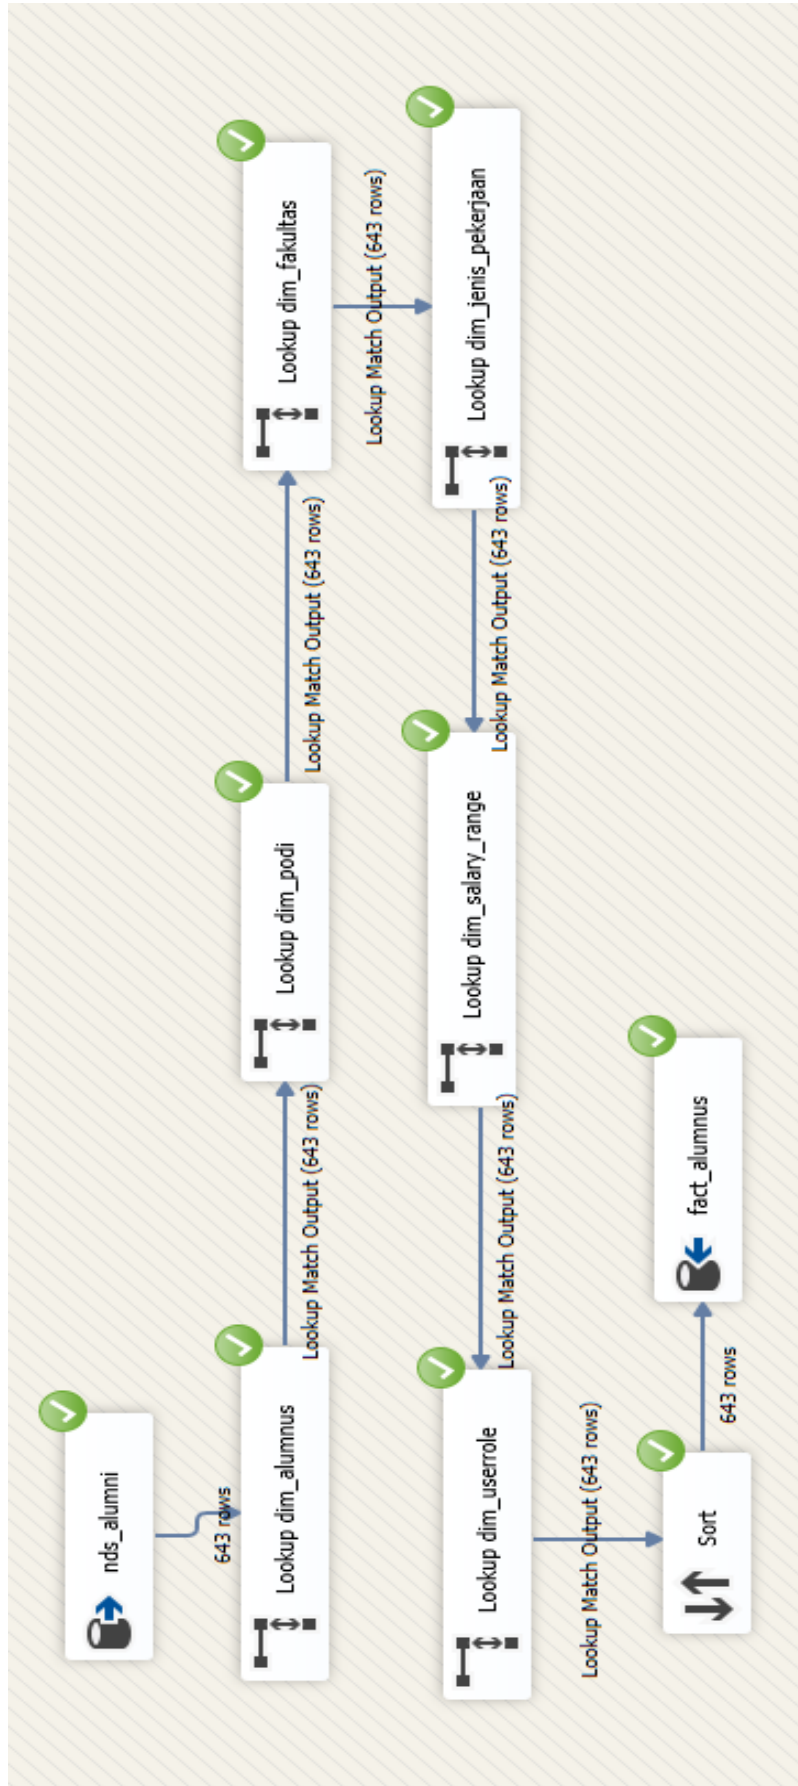 nds_alumni
643 rows
Lookup dim_alumnus
Lookup Match Output (643 rows)
Lookup dim_podi
Lookup Match Output (643 rows)
Lookup dim_fakultas
Lookup Match Output (643 rows)
Lookup dim_jenis_pekerjaan
Lookup Match Output (643 rows)
Lookup dim_salary_range
Lookup Match Output (643 rows)
Lookup dim_userrole
Lookup Match Output (643 rows)
Sort
643 rows
fact_alumnus